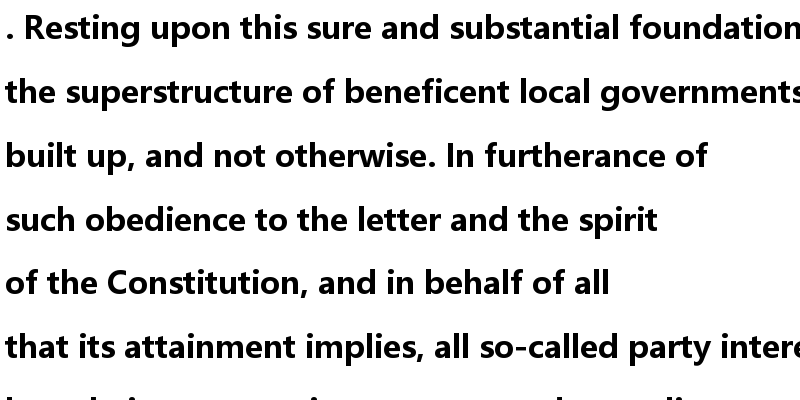 . Resting upon this sure and substantial foundation
the superstructure of beneficent local governments
built up, and not otherwise. In furtherance of
such obedience to the letter and the spirit
of the Constitution, and in behalf of all
that its attainment implies, all so-called party